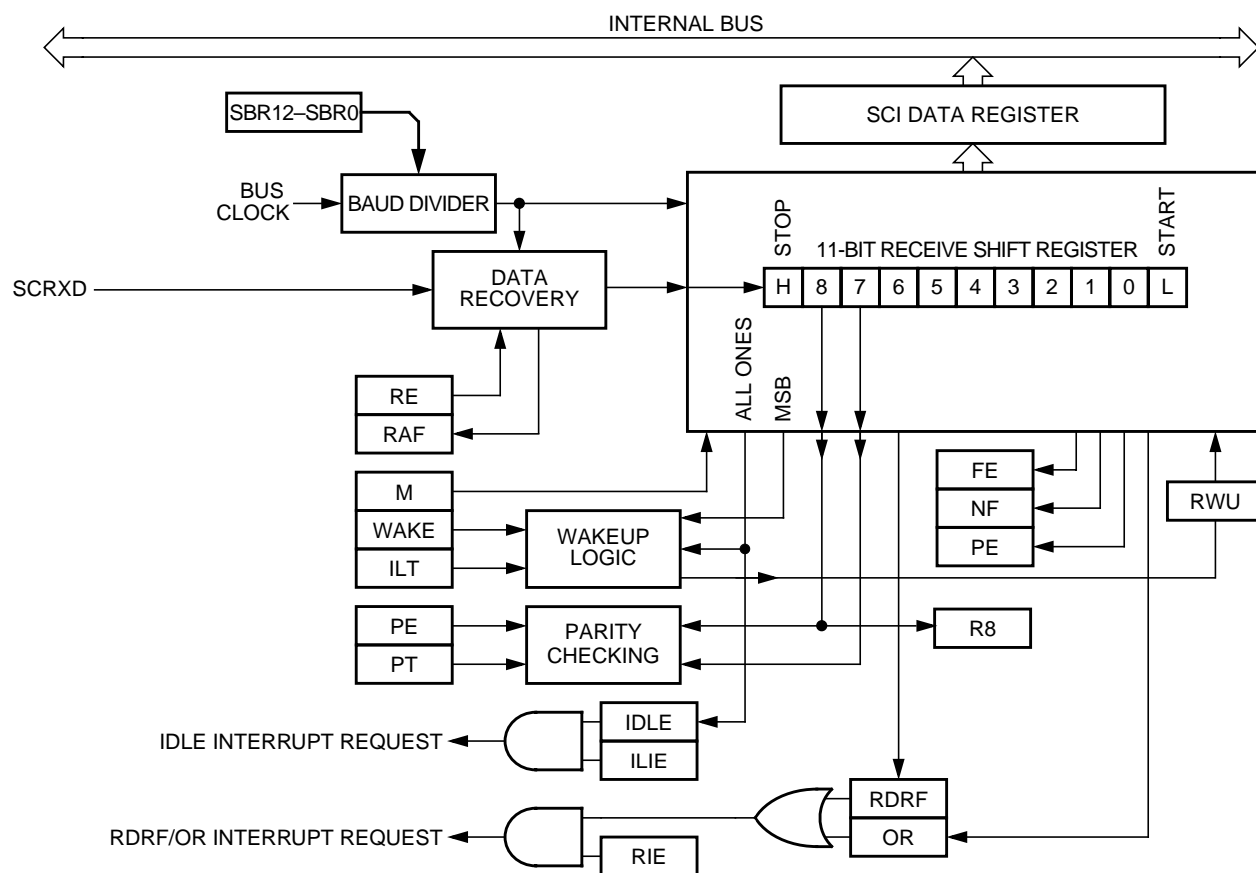 INTERNAL BUS
SBR12–SBR0
SCI DATA REGISTER
BUS
CLOCK
BAUD DIVIDER
STOP
11-BIT RECEIVE SHIFT REGISTER
START
DATA
RECOVERY
SCRXD
H 8 7 6 5 4 3 2 1 0 L
ALL ONES
MSB
RE
RAF
M
WAKE
ILT
WAKEUP
LOGIC
FE
NF
PE
RWU
PE
PT
PARITY
CHECKING
R8
IDLE INTERRUPT REQUEST
IDLE
ILIE
RDRF/OR INTERRUPT REQUEST
RIE
RDRF
OR